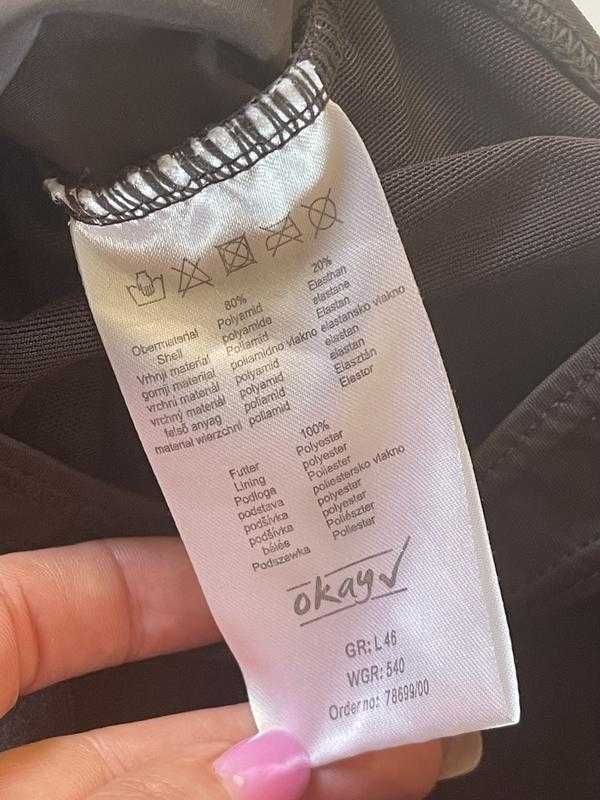 80% 20%
Obermaterial Polyamid Elasthan
Shell polyamide elastane
Vrhnji material Poliamid Elastan
gornji materijal poliamidno vlakno elastansko vlakno
vrchni materiál polyamid elastan
vrchný materiál polyamid elastan
felső anyag poliamid Elasztán
materiał wierzchni poliamid Elastor
100%
Futter Polyester
Lining polyester
Podloga Poliester
podstava poliestersko vlakno
podšívka polyestar
podšívka polyester
bélés Poliészter
Podszewka Poliestar
okay
GR: L 46
WGR: 540
Order no: 78699/00